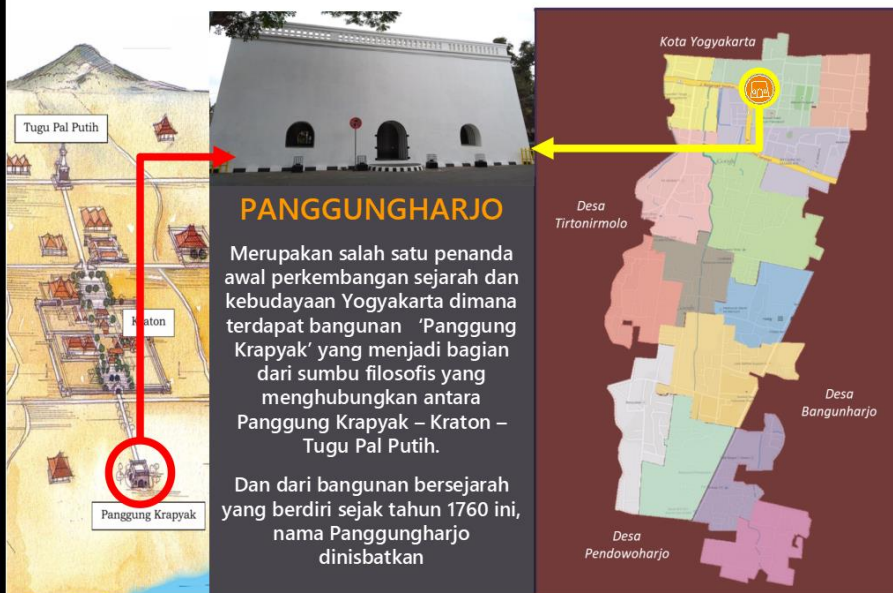 Tugu Pal Putih
Kraton
Panggung Krapyak
PANGGUNGHARJO
Merupakan salah satu penanda
awal perkembangan sejarah dan
kebudayaan Yogyakarta dimana
terdapat bangunan ‘Panggung
Krapyak’ yang menjadi bagian
dari sumbu filosofis yang
menghubungkan antara
Panggung Krapyak – Kraton –
Tugu Pal Putih.
Dan dari bangunan bersejarah
yang berdiri sejak tahun 1760 ini,
nama Panggungharjo
dinisbatkan
Kota Yogyakarta
Desa
Tirtonirmolo
Desa
Bangunharjo
Desa
Pendowoharjo